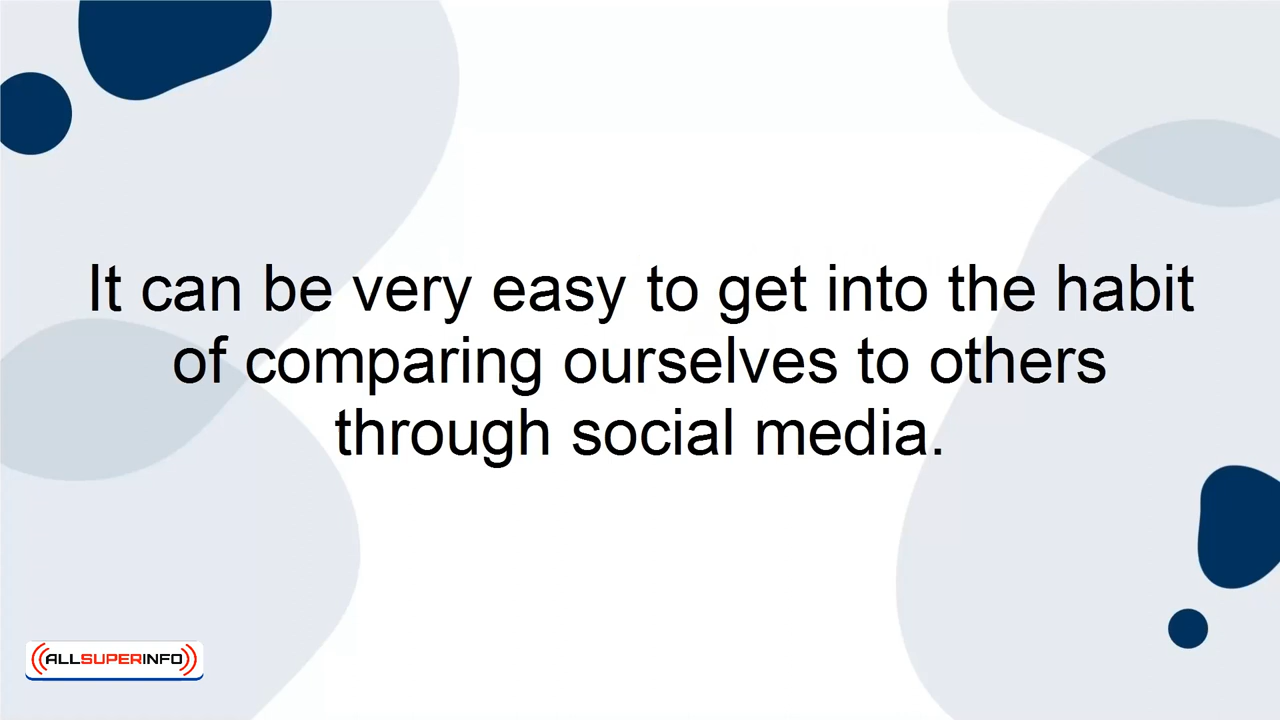 It can be very easy to get into the habit
of comparing ourselves to others
through social media.
ALLSUPERINFO